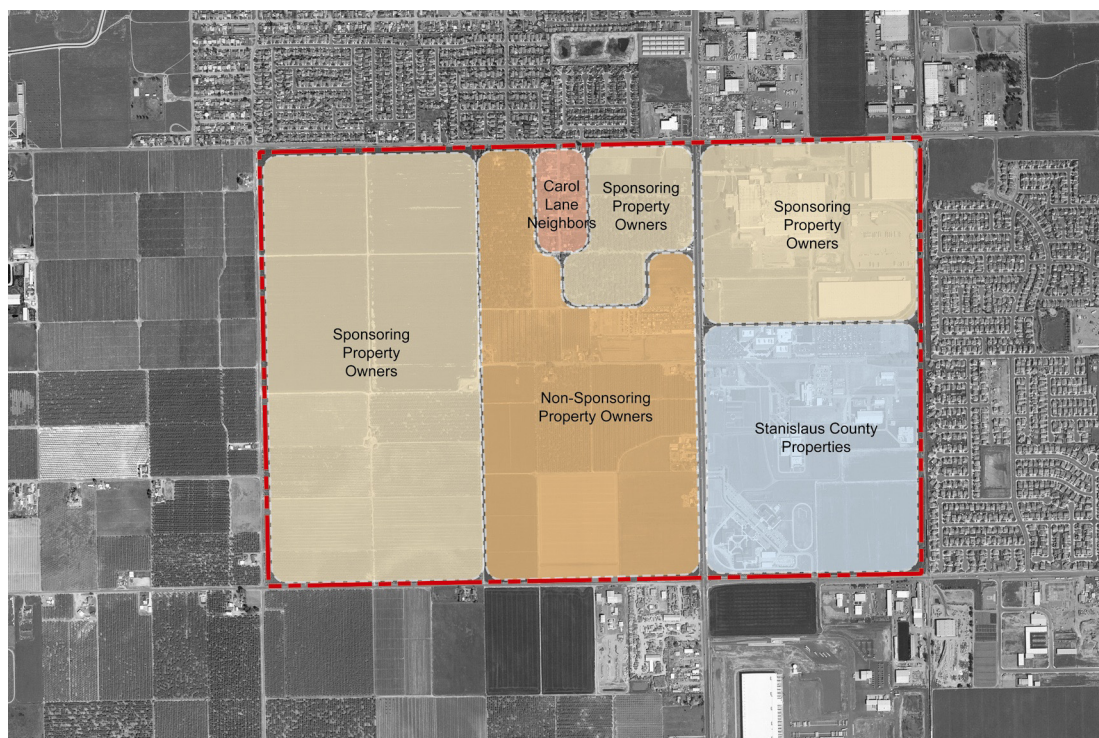 Carol
Lane
Neighbors
Sponsoring
Property
Owners
Sponsoring
Property
Owners
Sponsoring
Property
Owners
Non-Sponsoring
Property Owners
Stanislaus County
Properties